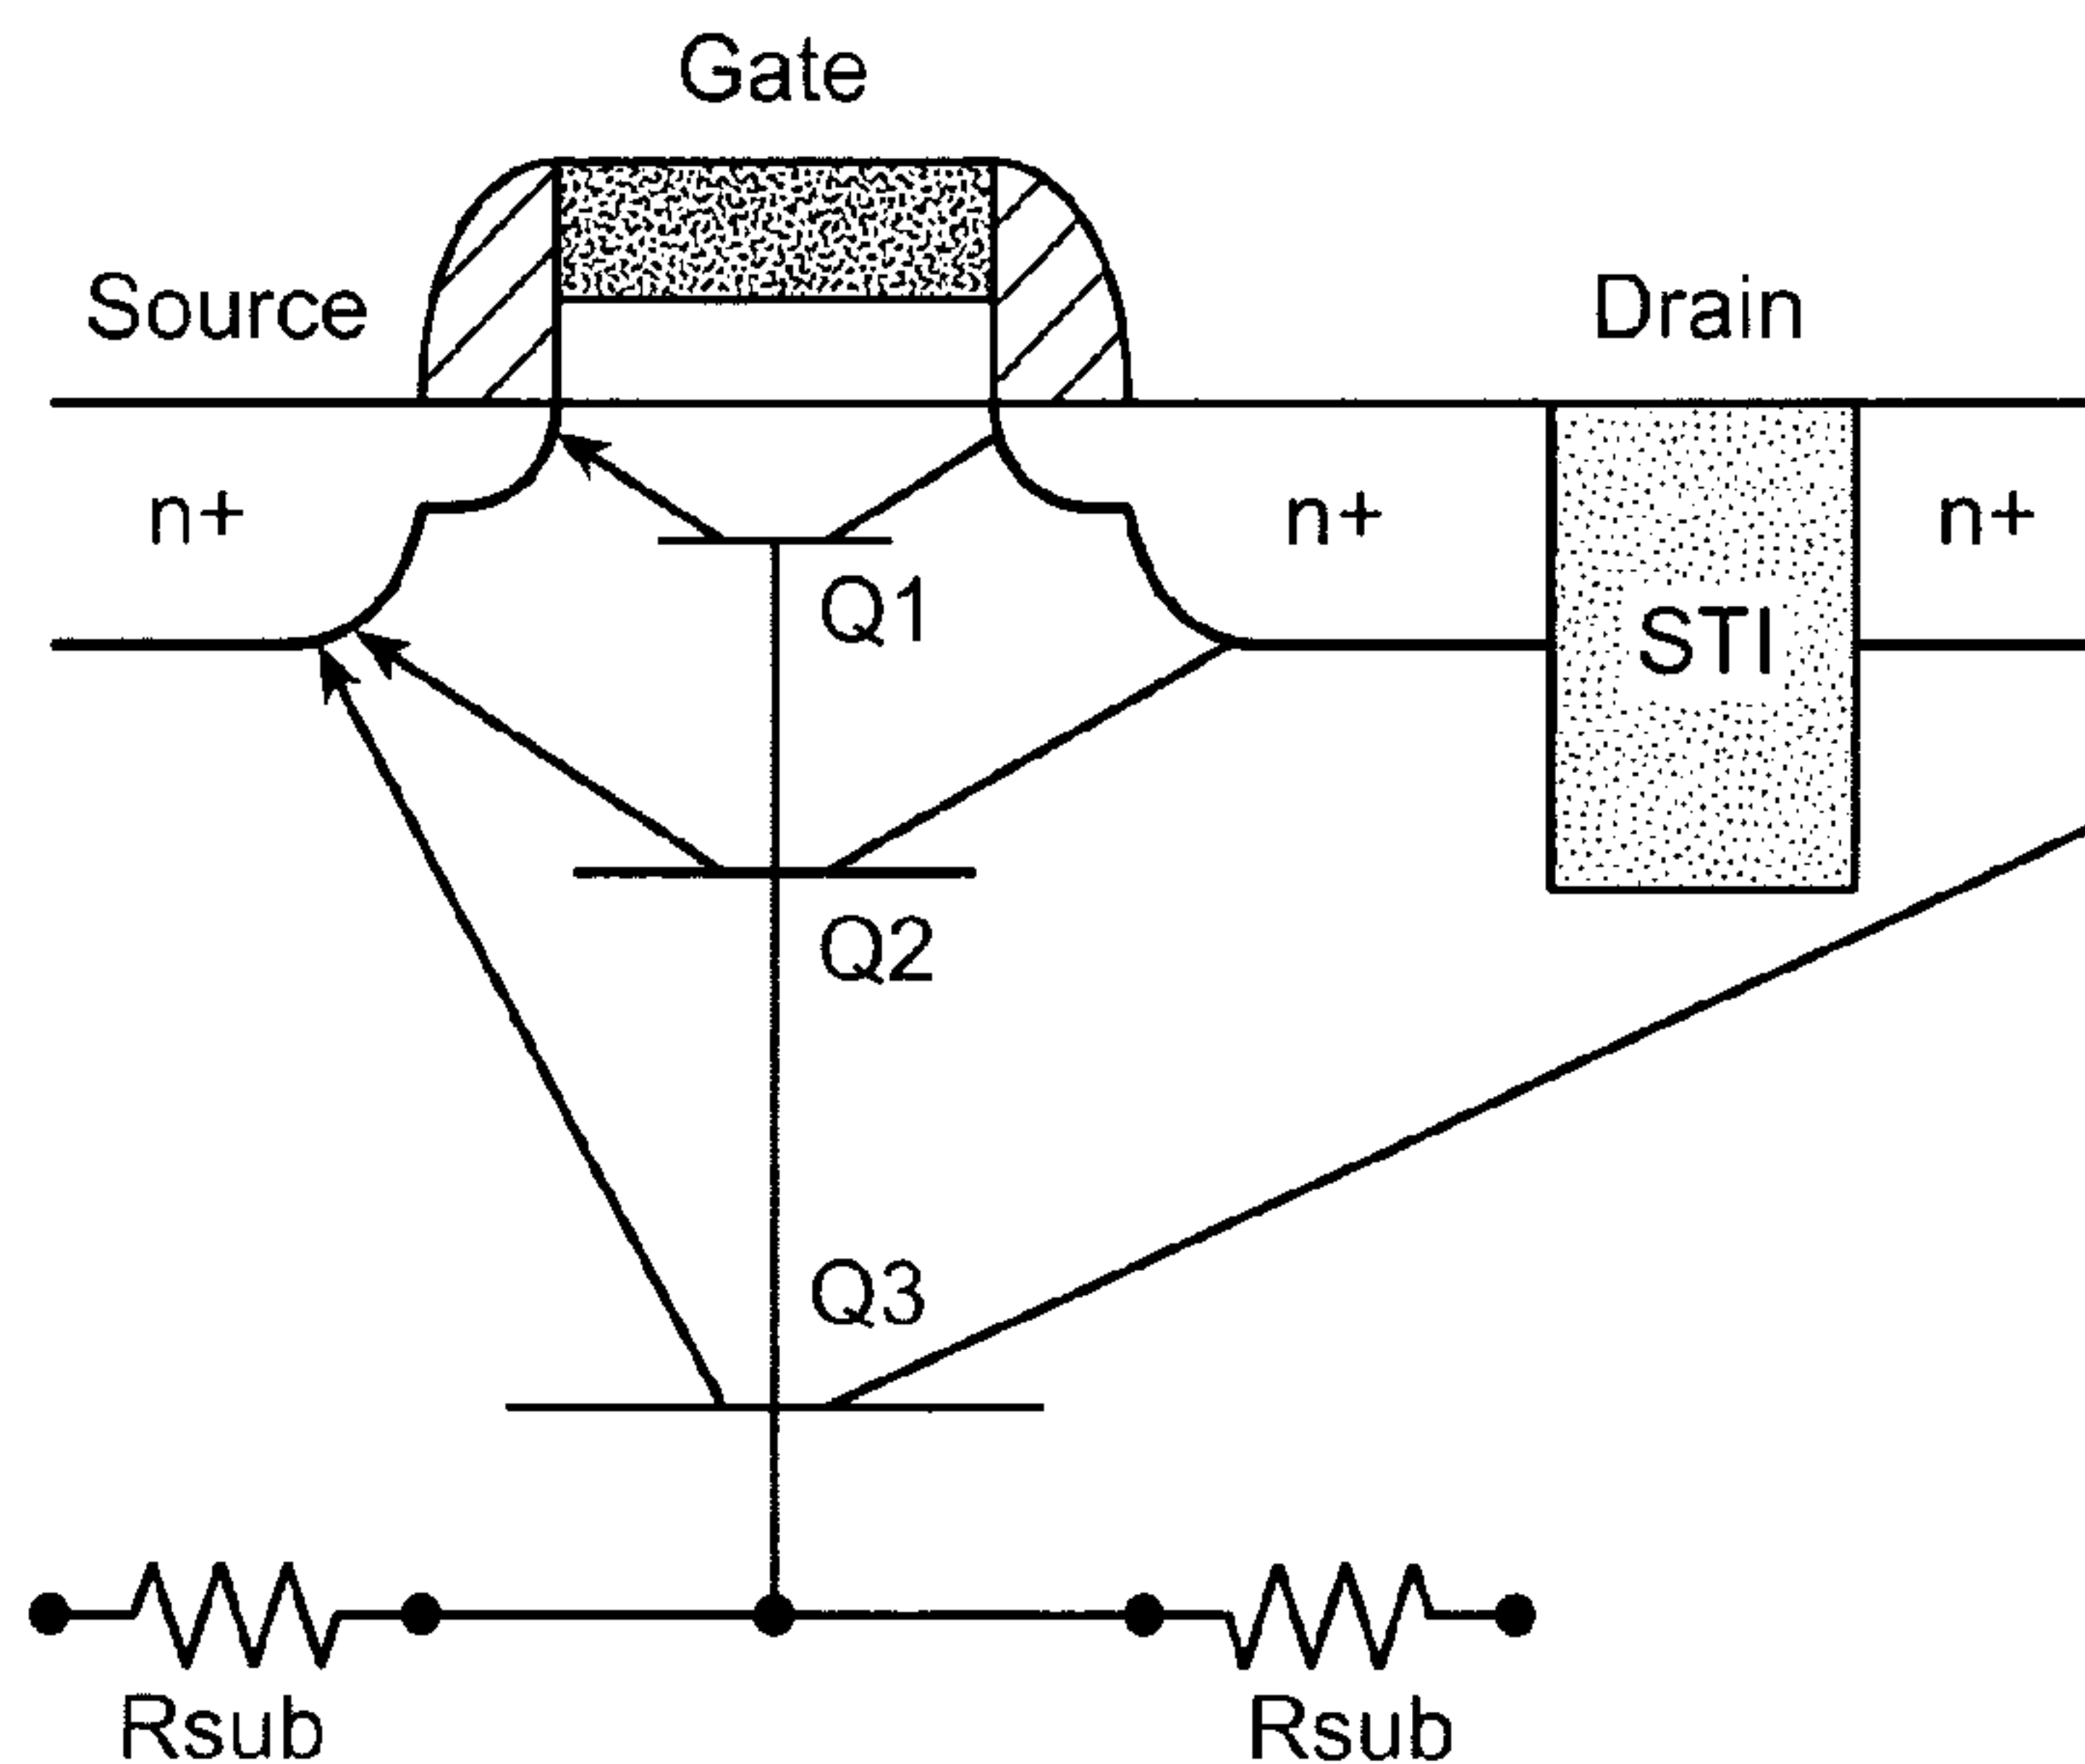 Gate
Source
Drain
n+
n+
n+
Q1
STI
Q2
Q3
Rsub
Rsub